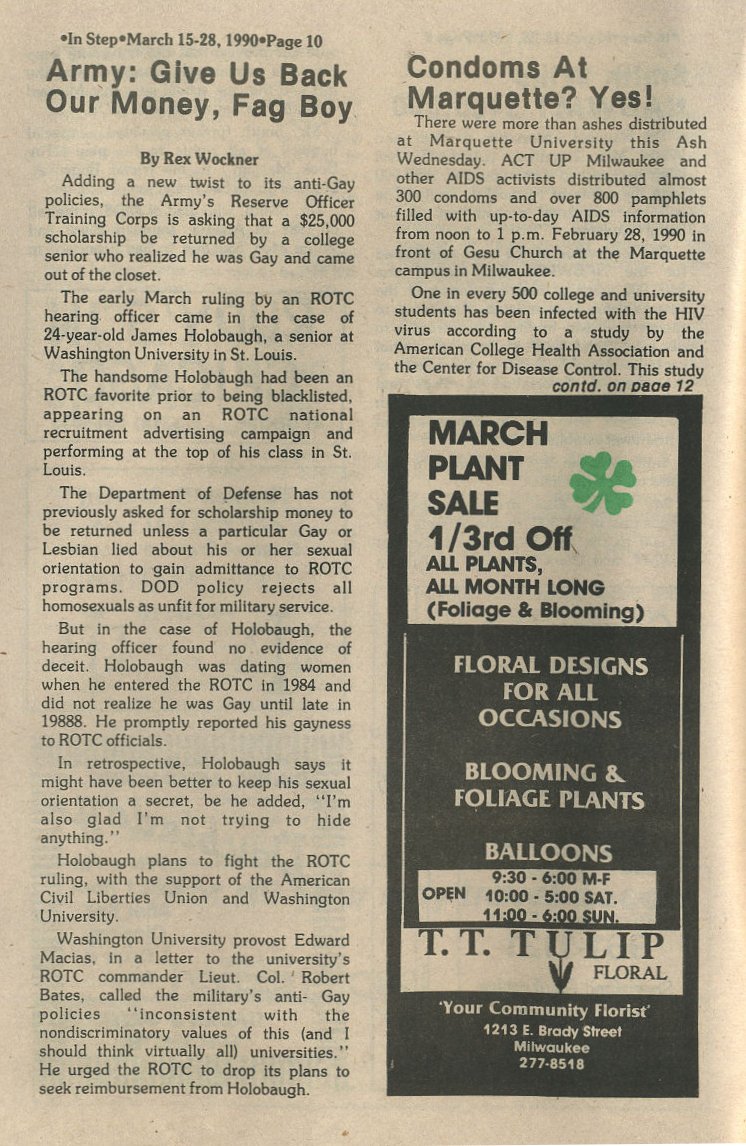 •In Step•March 15-28, 1990•Page 10
Army: Give Us Back
Our Money, Fag Boy
By Rex Wockner
Adding a new twist to its anti-Gay
policies, the Army's Reserve Officer
Training Corps is asking that a $25,000
scholarship be returned by a college
senior who realized he was Gay and came
out of the closet.
The early March ruling by an ROTC
hearing officer came in the case of
24-year-old James Holobaugh, a senior at
Washington University in St. Louis.
The handsome Holobaugh had been an
ROTC favorite prior to being blacklisted,
appearing on an ROTC national
recruitment advertising campaign and
performing at the top of his class in St.
Louis.
The Department of Defense has not
previously asked for scholarship money to
be returned unless a particular Gay or
Lesbian lied about his or her sexual
orientation to gain admittance to ROTC
programs. DOD policy rejects all
homosexuals as unfit for military service.
But in the case of Holobaugh, the
hearing officer found no evidence of
deceit. Holobaugh was dating women
when he entered the ROTC in 1984 and
did not realize he was Gay until late in
19888. He promptly reported his gayness
to ROTC officials.
In retrospective, Holobaugh says it
might have been better to keep his sexual
orientation a secret, be he added, "I'm
also glad I'm not trying to hide
anything."
Holobaugh plans to fight the ROTC
ruling, with the support of the American
Civil Liberties Union and Washington
University.
Washington University provost Edward
Macias, in a letter to the university's
ROTC commander Lieut. Col. Robert
Bates, called the military's anti- Gay
policies "inconsistent with the
nondiscriminatory values of this (and I
should think virtually all) universities."
He urged the ROTC to drop its plans to
seek reimbursement from Holobaugh.
Condoms At
Marquette? Yes!
There were more than ashes distributed
at Marquette University this Ash
Wednesday. ACT UP Milwaukee and
other AIDS activists distributed almost
300 condoms and over 800 pamphlets
filled with up-to-day AIDS information
from noon to 1 p.m. February 28, 1990 in
front of Gesu Church at the Marquette
campus in Milwaukee.
One in every 500 college and university
students has been infected with the HIV
virus according to a study by the
American College Health Association and
the Center for Disease Control. This study
contd. on page 12
MARCH
PLANT
SALE
1/3rd Off
ALL PLANTS,
ALL MONTH LONG
(Foliage & Blooming)
FLORAL DESIGNS
FOR ALL
OCCASIONS
BLOOMING &
FOLIAGE PLANTS
BALLOONS
9:30 - 6:00 M-F
OPEN 10:00 - 5:00 SAT.
11:00 - 6:00 SUN.
T. T. TULIP
FLORAL
'Your Community Florist'
1213 E. Brady Street
Milwaukee
277-8518